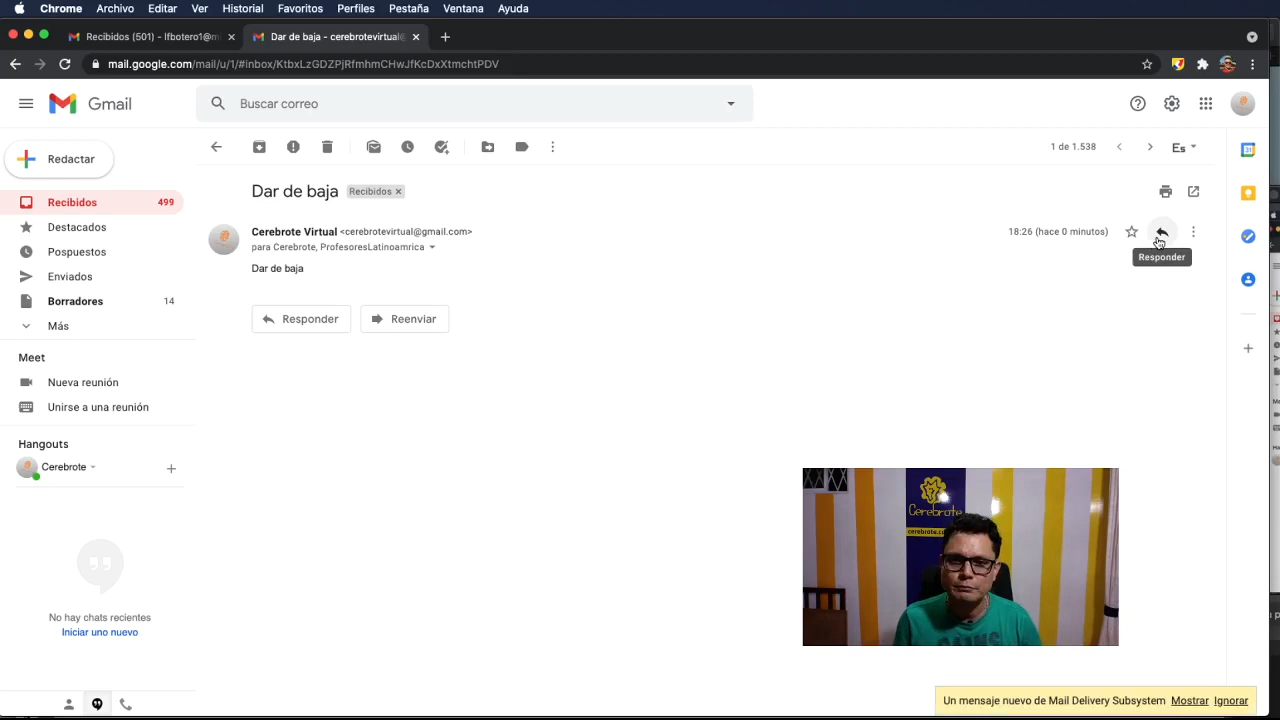 Chrome Archivo Editar Ver Historial Favoritos Perfiles Pestaña Ventana Ayuda
Recibidos (501) - lfbotero1@m
Dar de baja - cerebrotevirtual@
mail.google.com/mail/u/1/#inbox/KtbxLzGDZPjRfmhmCHwJfKcDxXtmchtPDV
Gmail
Buscar correo
Redactar
1 de 1.538
Es
Recibidos 499
Destacados
Pospuestos
Enviados
Borradores 14
Más
Meet
Nueva reunión
Unirse a una reunión
Hangouts
Cerebrote
No hay chats recientes
Iniciar uno nuevo
Dar de baja Recibidos
Cerebrote Virtual <cerebrotevirtual@gmail.com>
18:26 (hace 0 minutos)
para Cerebrote, ProfesoresLatinoamrica
Responder
Dar de baja
Responder
Reenviar
31
Cerebrote
Un mensaje nuevo de Mail Delivery Subsystem Mostrar Ignorar